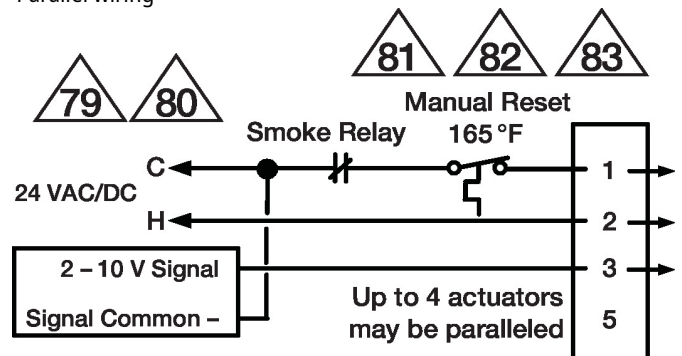 Parallel wiring
81 82 83
79 80
Manual Reset
Smoke Relay 165°F
C 1
24 VAC/DC
H 2
2 – 10 V Signal 3
Up to 4 actuators
Signal Common – may be paralleled 5